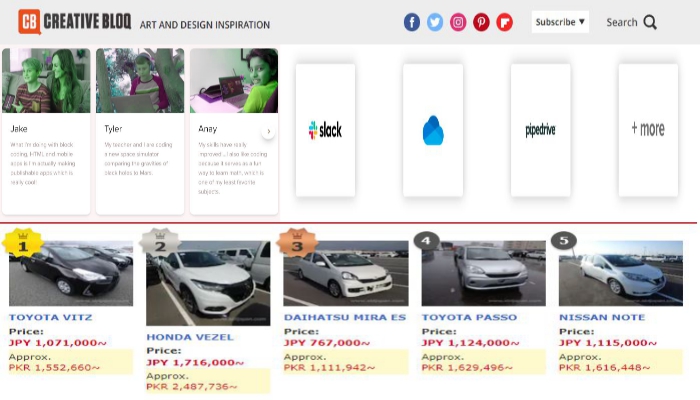 CB CREATIVE BLOQ ART AND DESIGN INSPIRATION
Subscribe ▼
Search
Jake
What I'm doing with block
coding, HTML and mobile
apps is I'm actually making
publishable apps which is
really cool!
Tyler
My teacher and I are coding
a new space simulator
comparing the gravities of
black holes to Mars.
Anay
My skills have really
improved ... I also like coding
because it serves as a fun
way to learn math, which is
one of my least favorite
subjects.
slack
pipedrive
+ more
1
TOYOTA VITZ
Price:
JPY 1,071,000~
Approx.
PKR 1,552,660~
2
HONDA VEZEL
Price:
JPY 1,716,000~
Approx.
PKR 2,487,736~
3
DAIHATSU MIRA ES
Price:
JPY 767,000~
Approx.
PKR 1,111,942~
4
TOYOTA PASSO
Price:
JPY 1,124,000~
Approx.
PKR 1,629,496~
5
NISSAN NOTE
Price:
JPY 1,115,000~
Approx.
PKR 1,616,448~